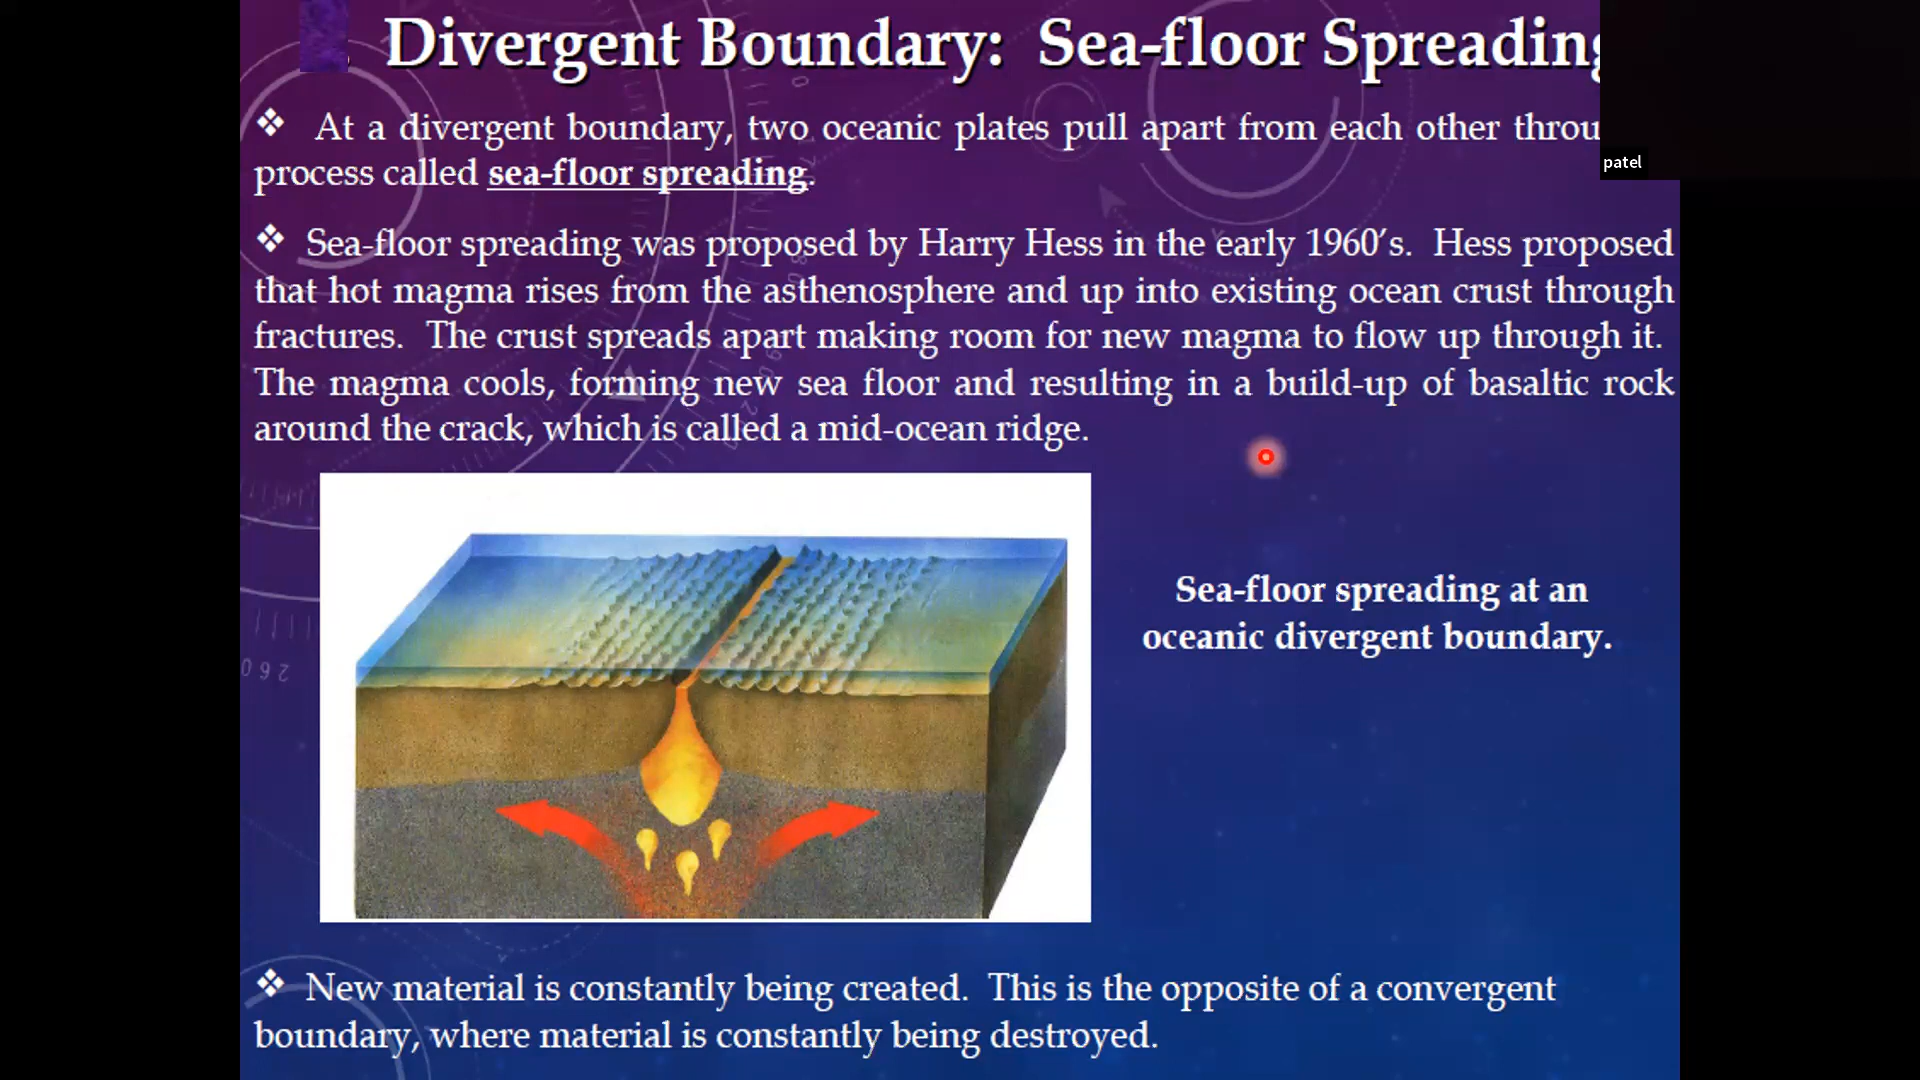 Divergent Boundary: Sea-floor Spreading
❖ At a divergent boundary, two oceanic plates pull apart from each other throu
patel
process called sea-floor spreading.
❖ Sea-floor spreading was proposed by Harry Hess in the early 1960's. Hess proposed
that hot magma rises from the asthenosphere and up into existing ocean crust through
fractures. The crust spreads apart making room for new magma to flow up through it.
The magma cools, forming new sea floor and resulting in a build-up of basaltic rock
around the crack, which is called a mid-ocean ridge.
Sea-floor spreading at an
oceanic divergent boundary.
❖ New material is constantly being created. This is the opposite of a convergent
boundary, where material is constantly being destroyed.